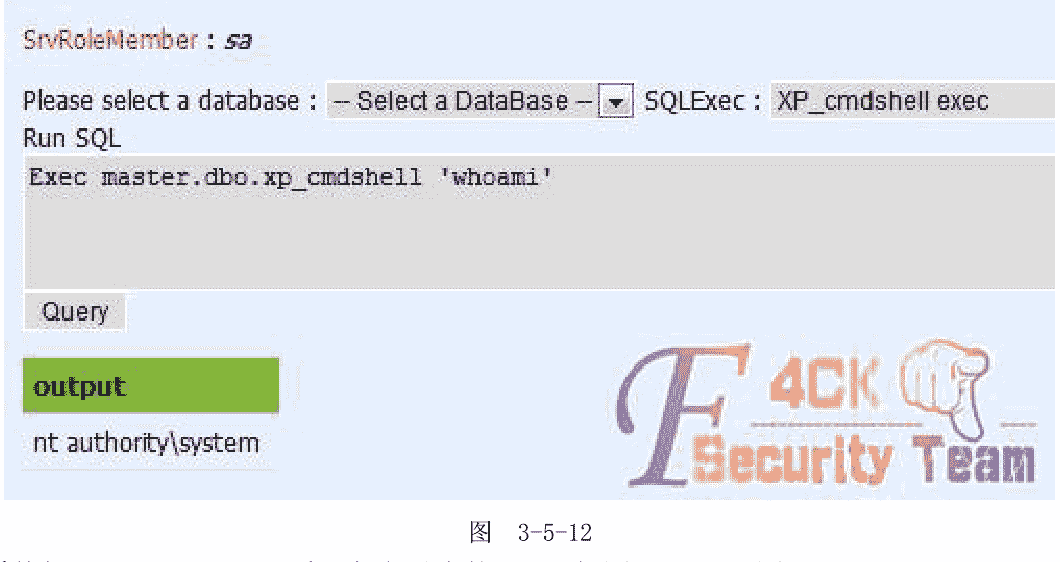 SrvRoleMember : sa
Please select a database : -- Select a DataBase -- SQLExec : XP_cmdshell exec
Run SQL
Exec master.dbo.xp_cmdshell 'whoami'
Query
output
nt authority\system
F4CK
Security Team
图 3-5-12